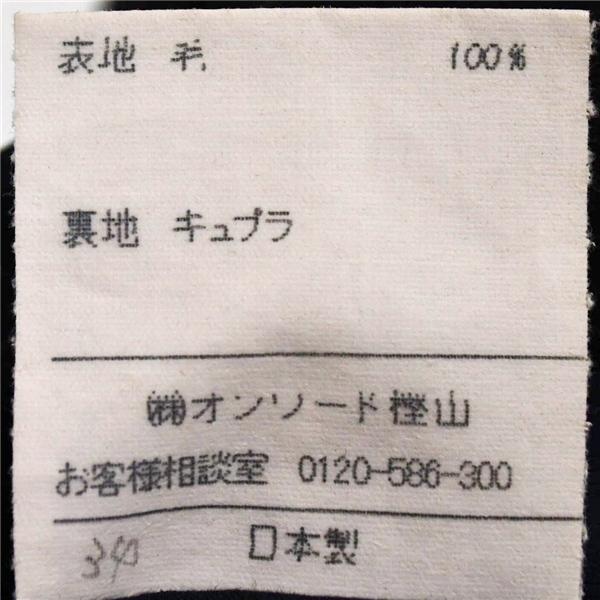 表地 毛 100%
裏地 キュプラ
㈱オンワード樫山
お客様相談室 0120-586-300
日本製